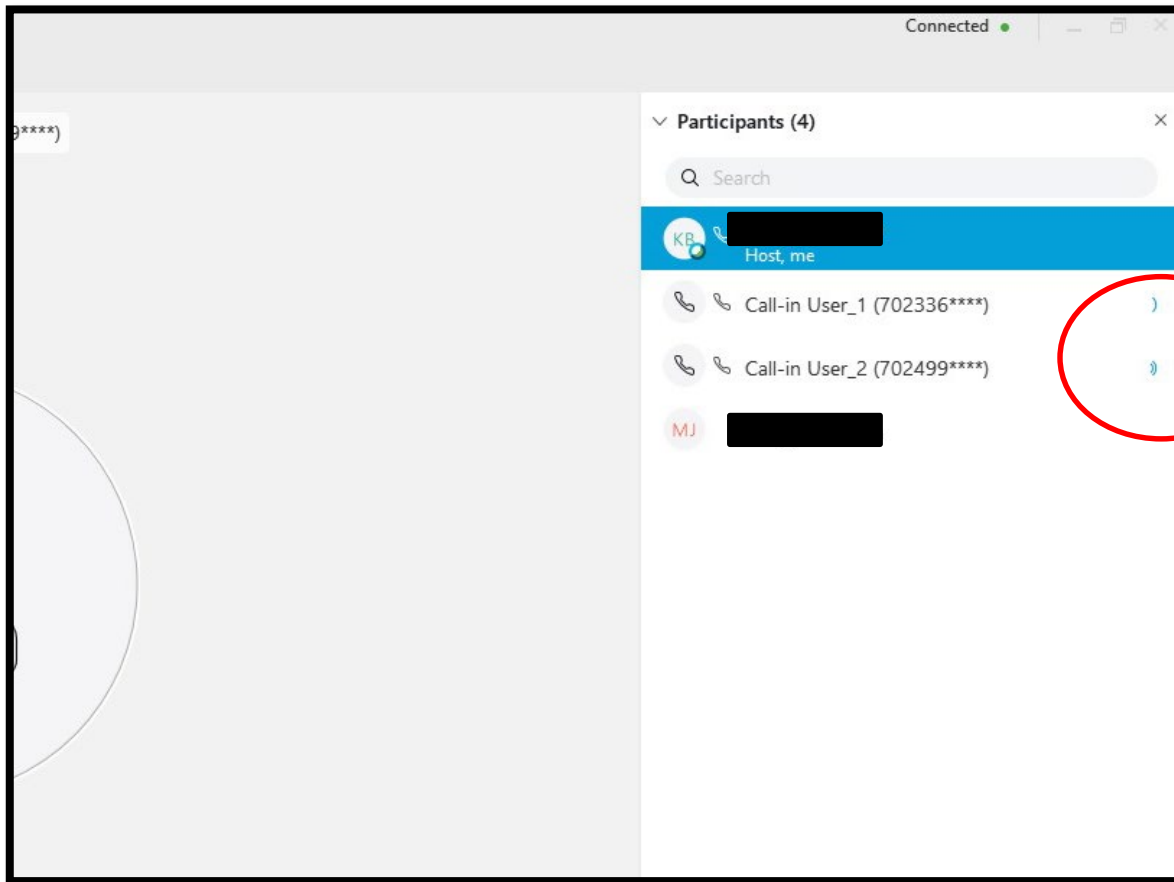 Connected
9****)
Participants (4)
Search
KB
Host, me
Call-in User_1 (702336****)
Call-in User_2 (702499****)
MJ